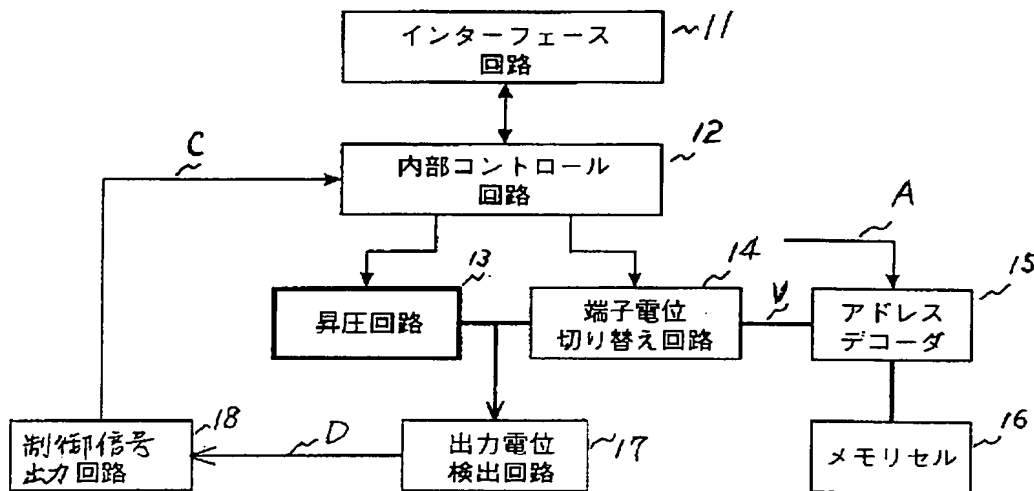 インターフェース
回路
11
内部コントロール
回路
12
C
A
昇圧回路
13
端子電位
切り替え回路
14
V
アドレス
デコーダ
15
制御信号
出力回路
18
D
出力電位
検出回路
17
メモリセル
16